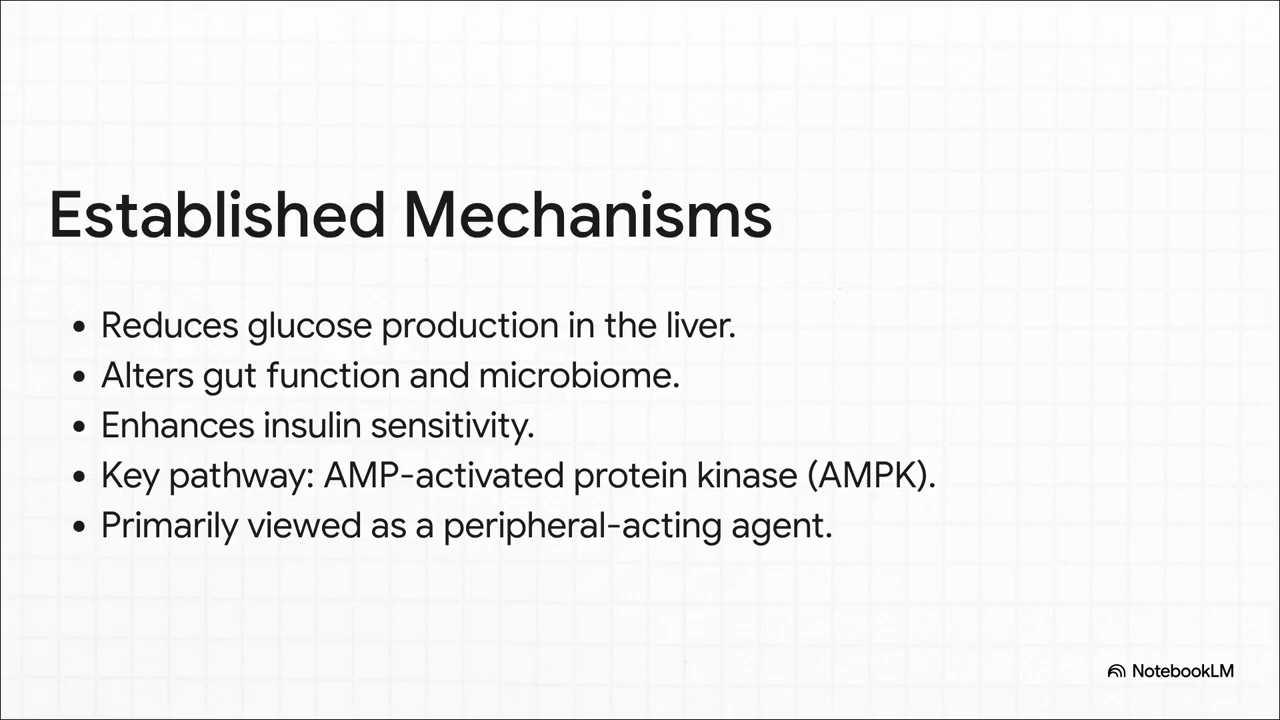 Established Mechanisms
• Reduces glucose production in the liver.
• Alters gut function and microbiome.
• Enhances insulin sensitivity.
• Key pathway: AMP-activated protein kinase (AMPK).
• Primarily viewed as a peripheral-acting agent.
NotebookLM